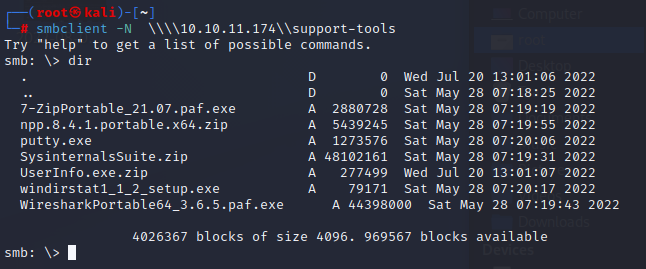 ┌──(root㉿kali)-[~]
└─# smbclient -N  \\\\10.10.11.174\\support-tools
Try "help" to get a list of possible commands.
smb: \> dir
  .                                   D        0  Wed Jul 20 13:01:06 2022
  ..                                  D        0  Sat May 28 07:18:25 2022
  7-ZipPortable_21.07.paf.exe         A  2880728  Sat May 28 07:19:19 2022
  npp.8.4.1.portable.x64.zip          A  5439245  Sat May 28 07:19:55 2022
  putty.exe                           A  1273576  Sat May 28 07:20:06 2022
  SysinternalsSuite.zip               A 48102161  Sat May 28 07:19:31 2022
  UserInfo.exe.zip                    A   277499  Wed Jul 20 13:01:07 2022
  windirstat1_1_2_setup.exe           A    79171  Sat May 28 07:20:17 2022
  WiresharkPortable64_3.6.5.paf.exe      A 44398000  Sat May 28 07:19:43 2022
                4026367 blocks of size 4096. 969567 blocks available
smb: \>
Computer
Desktop
Downloads
Devices